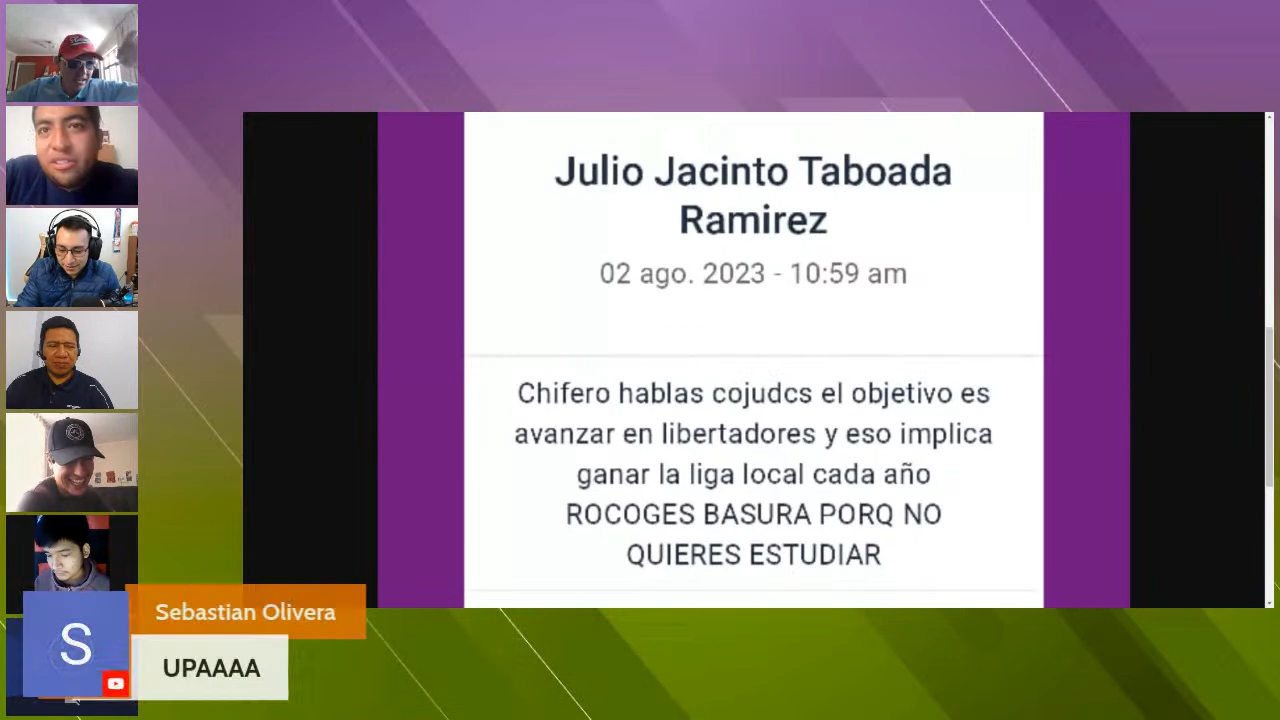 Julio Jacinto Taboada
Ramirez
02 ago. 2023 - 10:59 am
Chifero hablas cojudcs el objetivo es
avanzar en libertadores y eso implica
ganar la liga local cada año
ROCOGES BASURA PORQ NO
QUIERES ESTUDIAR
Sebastian Olivera
S
UPAAAA